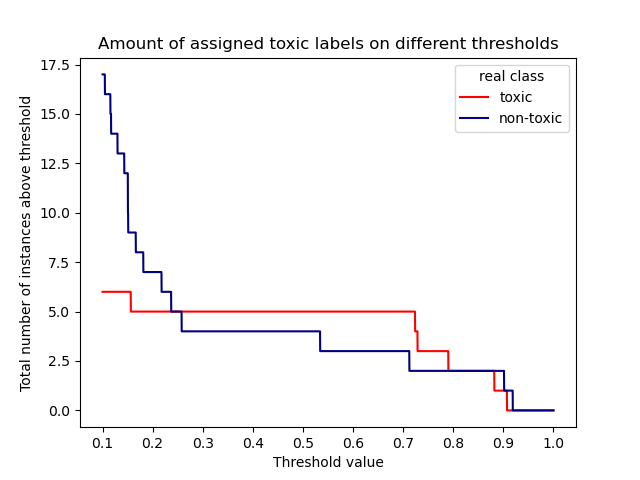 Amount of assigned toxic labels on different thresholds
17.5
15.0
12.5
10.0
7.5
5.0
2.5
0.0
Total number of instances above threshold
real class
toxic
non-toxic
0.1 0.2 0.3 0.4 0.5 0.6 0.7 0.8 0.9 1.0
Threshold value